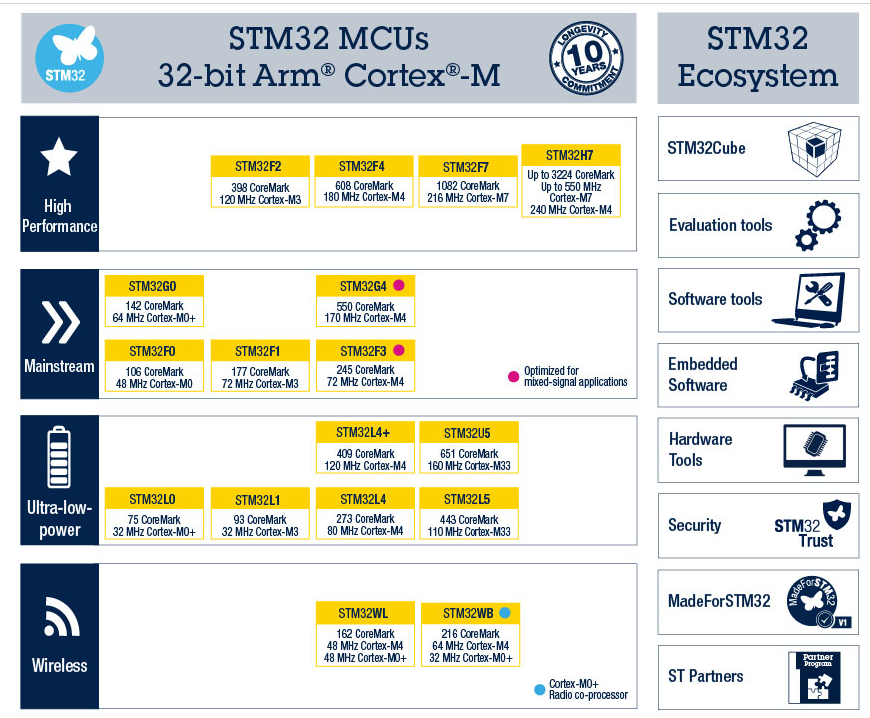 STM32
STM32 MCUs
32-bit Arm® Cortex®-M
LONGEVITY
10
YEARS
COMMITMENT
STM32
Ecosystem
High
Performance
STM32F2
398 CoreMark
120 MHz Cortex-M3
STM32F4
608 CoreMark
180 MHz Cortex-M4
STM32F7
1082 CoreMark
216 MHz Cortex-M7
STM32H7
Up to 3224 CoreMark
Up to 550 MHz
Cortex-M7
240 MHz Cortex-M4
Mainstream
STM32G0
142 CoreMark
64 MHz Cortex-M0+
STM32G4
550 CoreMark
170 MHz Cortex-M4
STM32F0
106 CoreMark
48 MHz Cortex-M0
STM32F1
177 CoreMark
72 MHz Cortex-M3
STM32F3
245 CoreMark
72 MHz Cortex-M4
Optimized for
mixed-signal applications
Ultra-low-
power
STM32L4+
409 CoreMark
120 MHz Cortex-M4
STM32U5
651 CoreMark
160 MHz Cortex-M33
STM32L0
75 CoreMark
32 MHz Cortex-M0+
STM32L1
93 CoreMark
32 MHz Cortex-M3
STM32L4
273 CoreMark
80 MHz Cortex-M4
STM32L5
443 CoreMark
110 MHz Cortex-M33
Wireless
STM32WL
162 CoreMark
48 MHz Cortex-M4
48 MHz Cortex-M0+
STM32WB
216 CoreMark
64 MHz Cortex-M4
32 MHz Cortex-M0+
Cortex-M0+
Radio co-processor
STM32Cube
Evaluation tools
Software tools
Embedded
Software
Hardware
Tools
Security
STM32
Trust
MadeForSTM32
MadeForSTM32
V1
ST Partners
Partner
Program